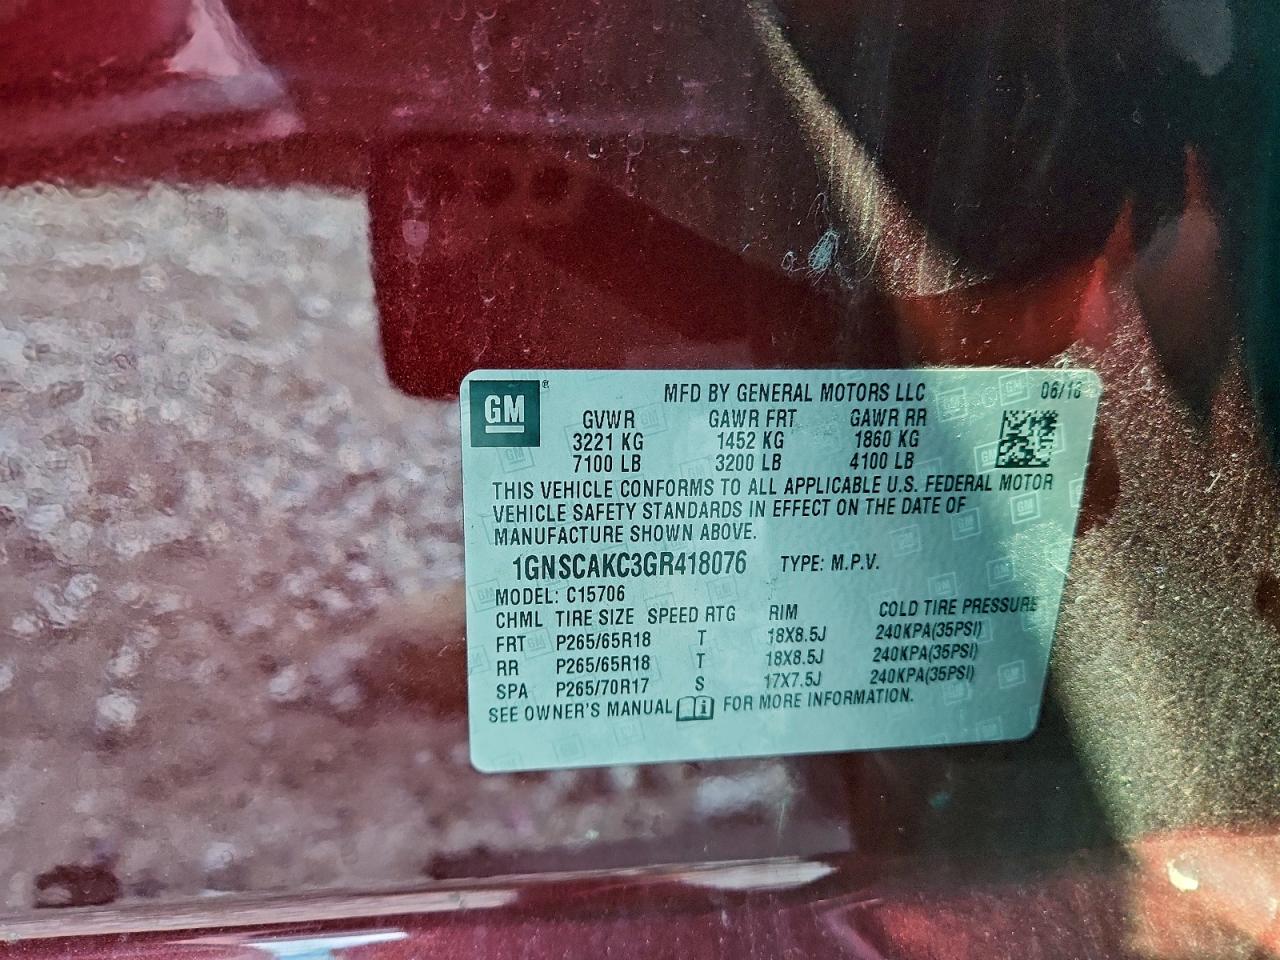 GM ® MFD BY GENERAL MOTORS LLC 06/16
GVWR GAWR FRT GAWR RR
3221 KG 1452 KG 1860 KG
7100 LB 3200 LB 4100 LB
THIS VEHICLE CONFORMS TO ALL APPLICABLE U.S. FEDERAL MOTOR
VEHICLE SAFETY STANDARDS IN EFFECT ON THE DATE OF
MANUFACTURE SHOWN ABOVE.
1GNSCAKC3GR418076 TYPE: M.P.V.
MODEL: C15706
CHML TIRE SIZE SPEED RTG RIM COLD TIRE PRESSURE
FRT P265/65R18 T 18X8.5J 240KPA(35PSI)
RR P265/65R18 T 18X8.5J 240KPA(35PSI)
SPA P265/70R17 S 17X7.5J 240KPA(35PSI)
SEE OWNER'S MANUAL i FOR MORE INFORMATION.